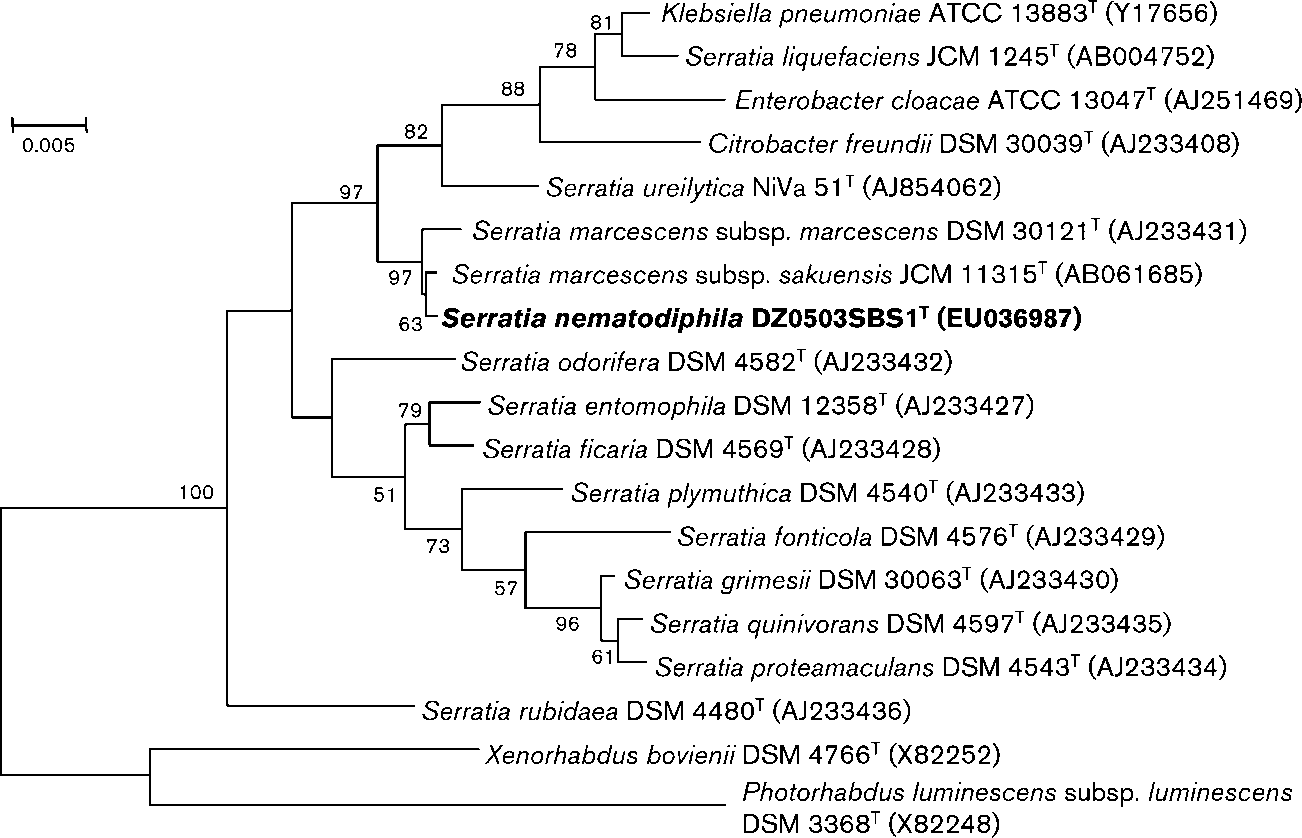 81
Klebsiella pneumoniae ATCC 13883ᵀ (Y17656)
78
Serratia liquefaciens JCM 1245ᵀ (AB004752)
88
Enterobacter cloacae ATCC 13047ᵀ (AJ251469)
0.005
82
Citrobacter freundii DSM 30039ᵀ (AJ233408)
97
Serratia ureilytica NiVa 51ᵀ (AJ854062)
Serratia marcescens subsp. marcescens DSM 30121ᵀ (AJ233431)
97
Serratia marcescens subsp. sakuensis JCM 11315ᵀ (AB061685)
63
Serratia nematodiphila DZ0503SBS1ᵀ (EU036987)
Serratia odorifera DSM 4582ᵀ (AJ233432)
79
Serratia entomophila DSM 12358ᵀ (AJ233427)
Serratia ficaria DSM 4569ᵀ (AJ233428)
100
51
Serratia plymuthica DSM 4540ᵀ (AJ233433)
73
Serratia fonticola DSM 4576ᵀ (AJ233429)
57
Serratia grimesii DSM 30063ᵀ (AJ233430)
96
Serratia quinivorans DSM 4597ᵀ (AJ233435)
61
Serratia proteamaculans DSM 4543ᵀ (AJ233434)
Serratia rubidaea DSM 4480ᵀ (AJ233436)
Xenorhabdus bovienii DSM 4766ᵀ (X82252)
Photorhabdus luminescens subsp. luminescens
DSM 3368ᵀ (X82248)